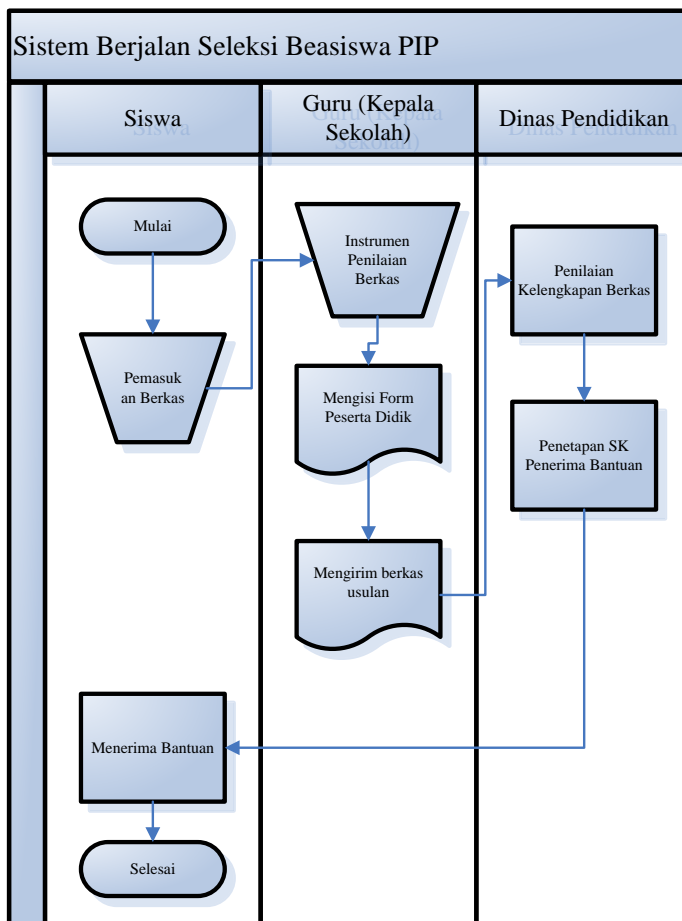 Sistem Berjalan Seleksi Beasiswa PIP
Siswa
Guru (Kepala
Sekolah)
Dinas Pendidikan
Mulai
Pemasuk
an Berkas
Instrumen
Penilaian
Berkas
Mengisi Form
Peserta Didik
Mengirim berkas
usulan
Penilaian
Kelengkapan Berkas
Penetapan SK
Penerima Bantuan
Menerima Bantuan
Selesai